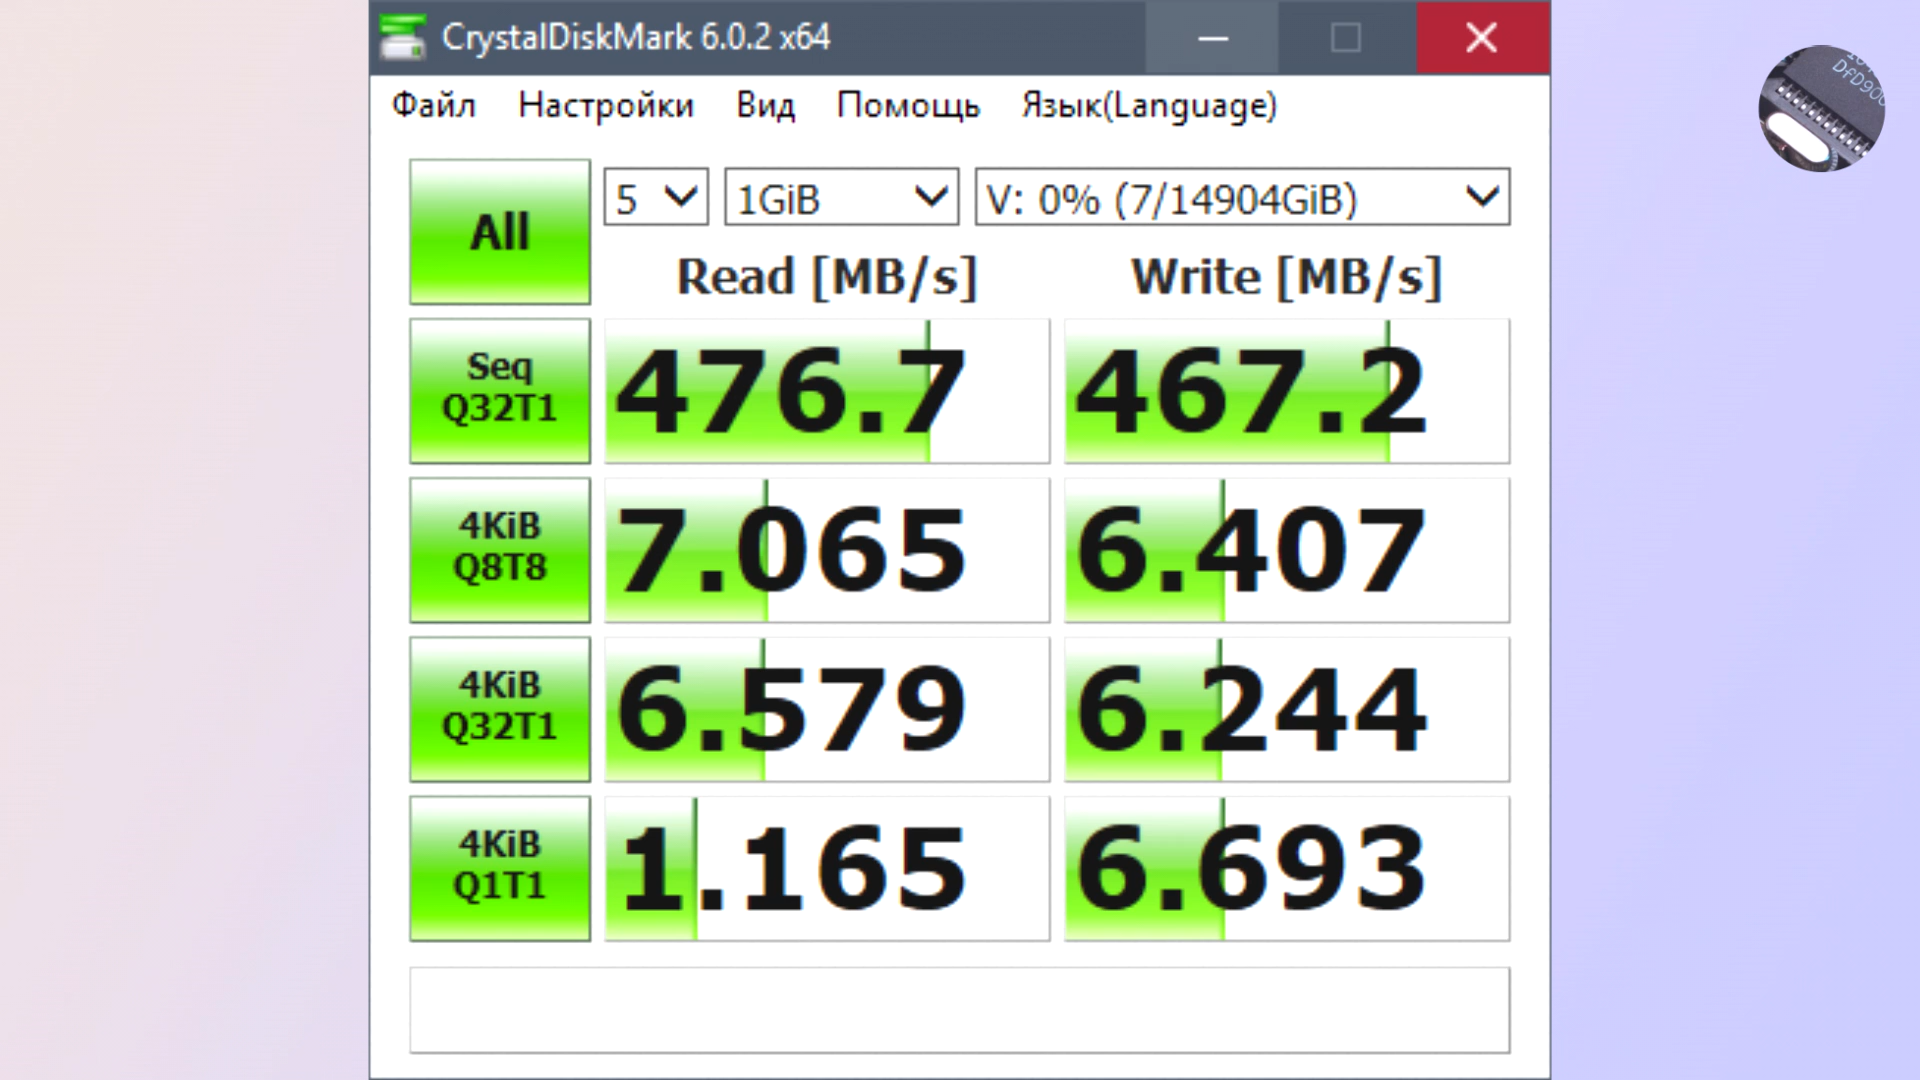 CrystalDiskMark 6.0.2 x64
Файл Настройки Вид Помощь Язык(Language)
All 5 1GiB V: 0% (7/14904GiB)
Read [MB/s] Write [MB/s]
Seq
Q32T1
476.7 467.2
4KiB
Q8T8
7.065 6.407
4KiB
Q32T1
6.579 6.244
4KiB
Q1T1
1.165 6.693